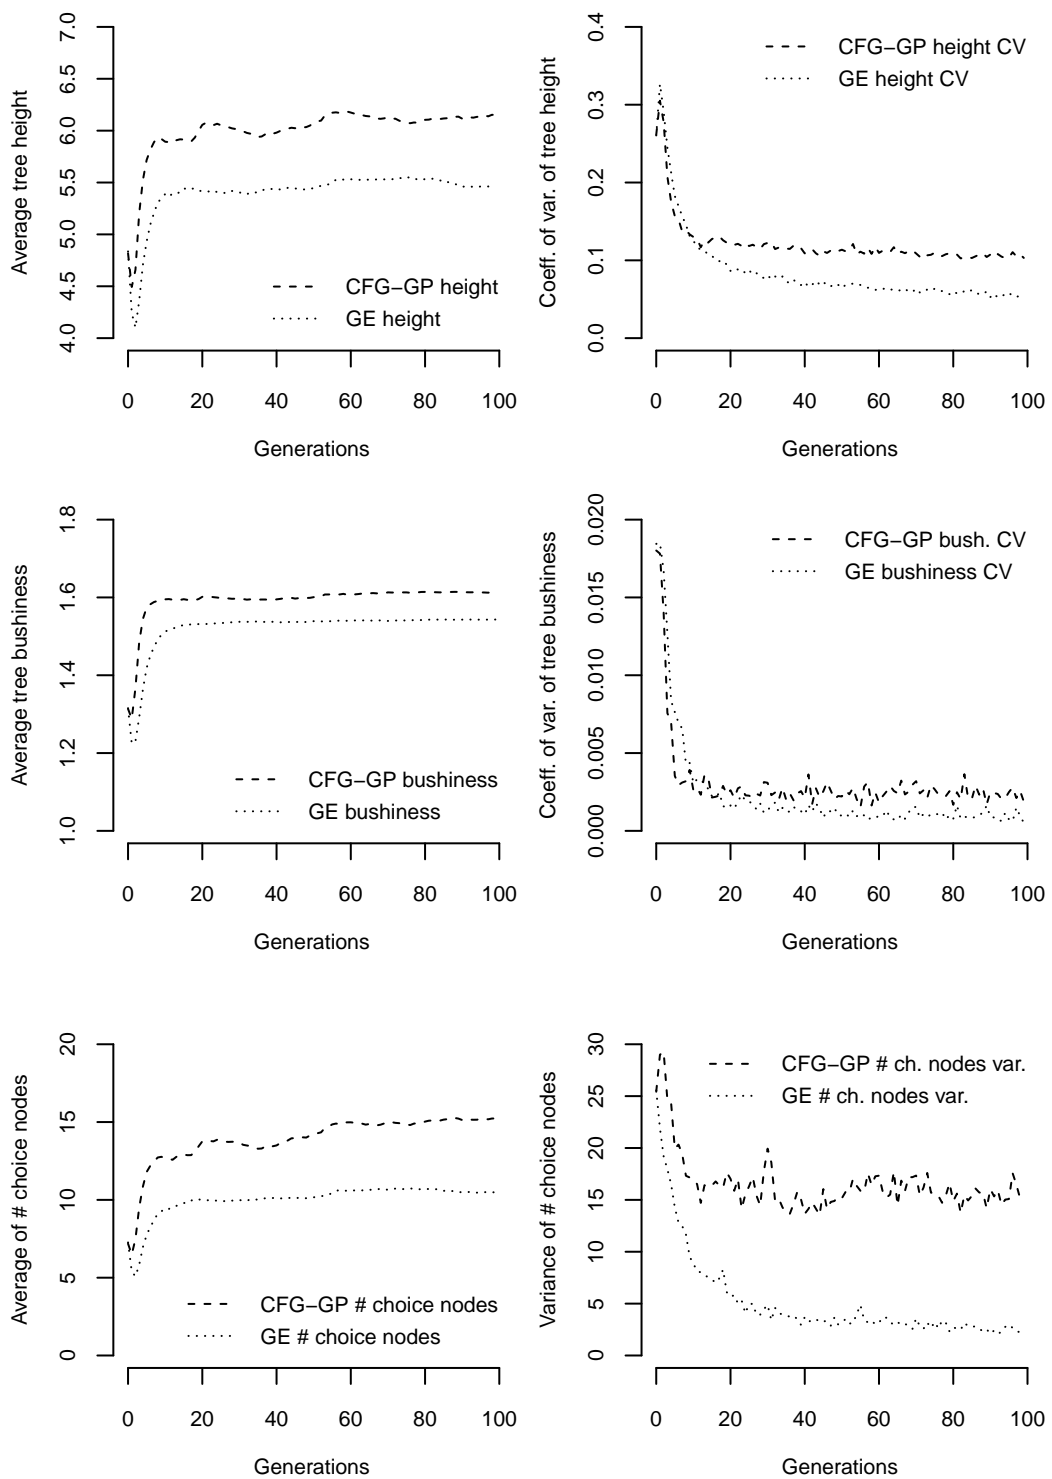 Average tree height
7.0
6.5
6.0
5.5
5.0
4.5
4.0
CFG−GP height
GE height
0 20 40 60 80 100
Generations
Coeff. of var. of tree height
0.4
0.3
0.2
0.1
0.0
CFG−GP height CV
GE height CV
0 20 40 60 80 100
Generations
Average tree bushiness
1.8
1.6
1.4
1.2
1.0
CFG−GP bushiness
GE bushiness
0 20 40 60 80 100
Generations
Coeff. of var. of tree bushiness
0.020
0.015
0.010
0.005
0.000
CFG−GP bush. CV
GE bushiness CV
0 20 40 60 80 100
Generations
Average of # choice nodes
20
15
10
5
0
CFG−GP # choice nodes
GE # choice nodes
0 20 40 60 80 100
Generations
Variance of # choice nodes
30
25
20
15
10
5
0
CFG−GP # ch. nodes var.
GE # ch. nodes var.
0 20 40 60 80 100
Generations